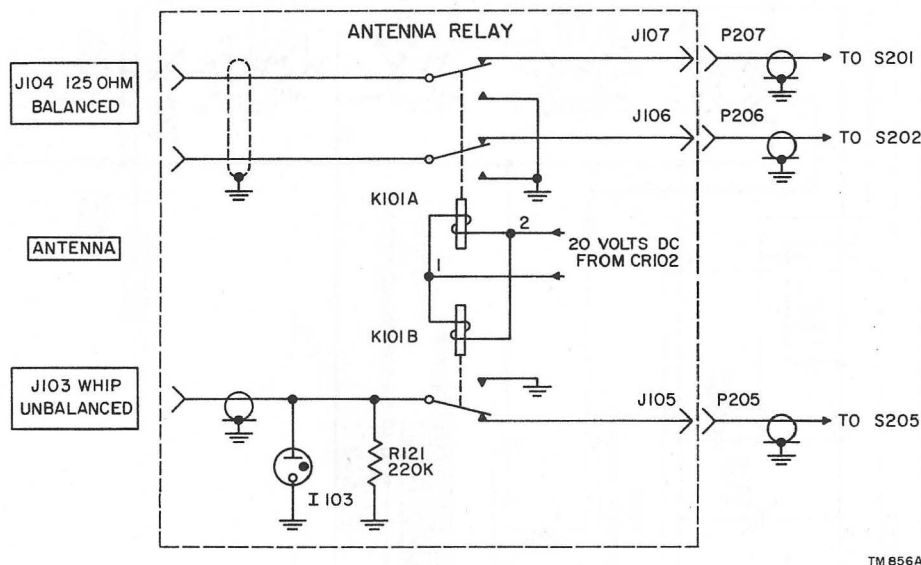 ANTENNA RELAY
J107
P207
TO S201
J104 125 OHM
BALANCED
J106
P206
TO S202
K101A
2
20 VOLTS DC
FROM CR102
ANTENNA
1
K101B
J103 WHIP
UNBALANCED
J105
P205
TO S205
R121
220K
I 103
TM 856A